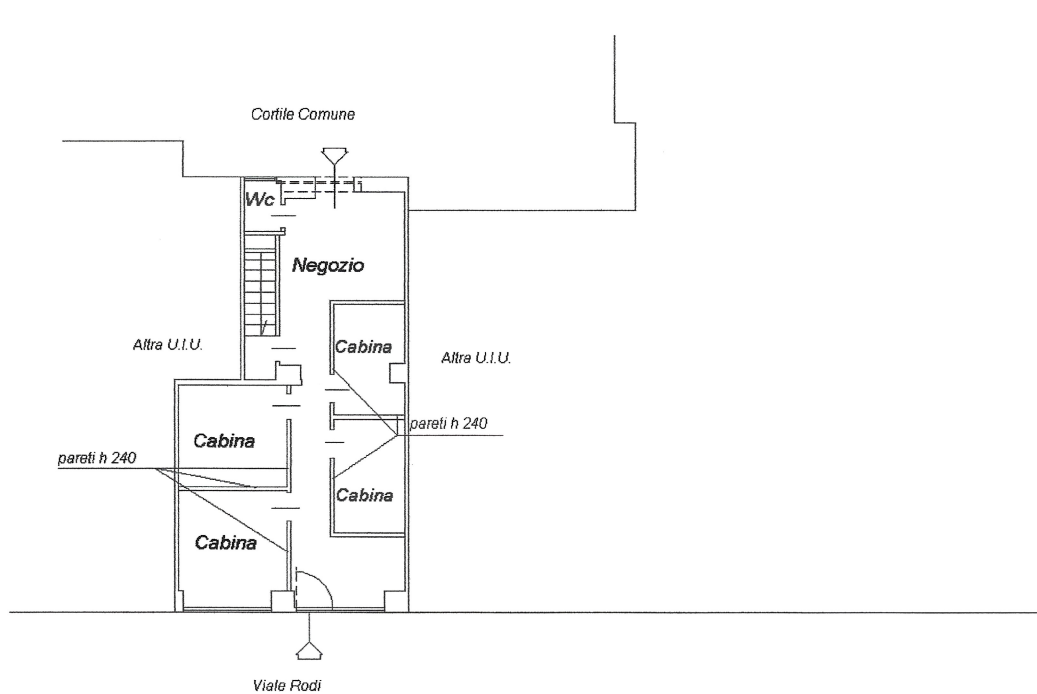 Cortile Comune
Wc
Negozio
Altra U.I.U.
Cabina
Altra U.I.U.
pareti h 240
Cabina
pareti h 240
Cabina
Cabina
Viale Rodi